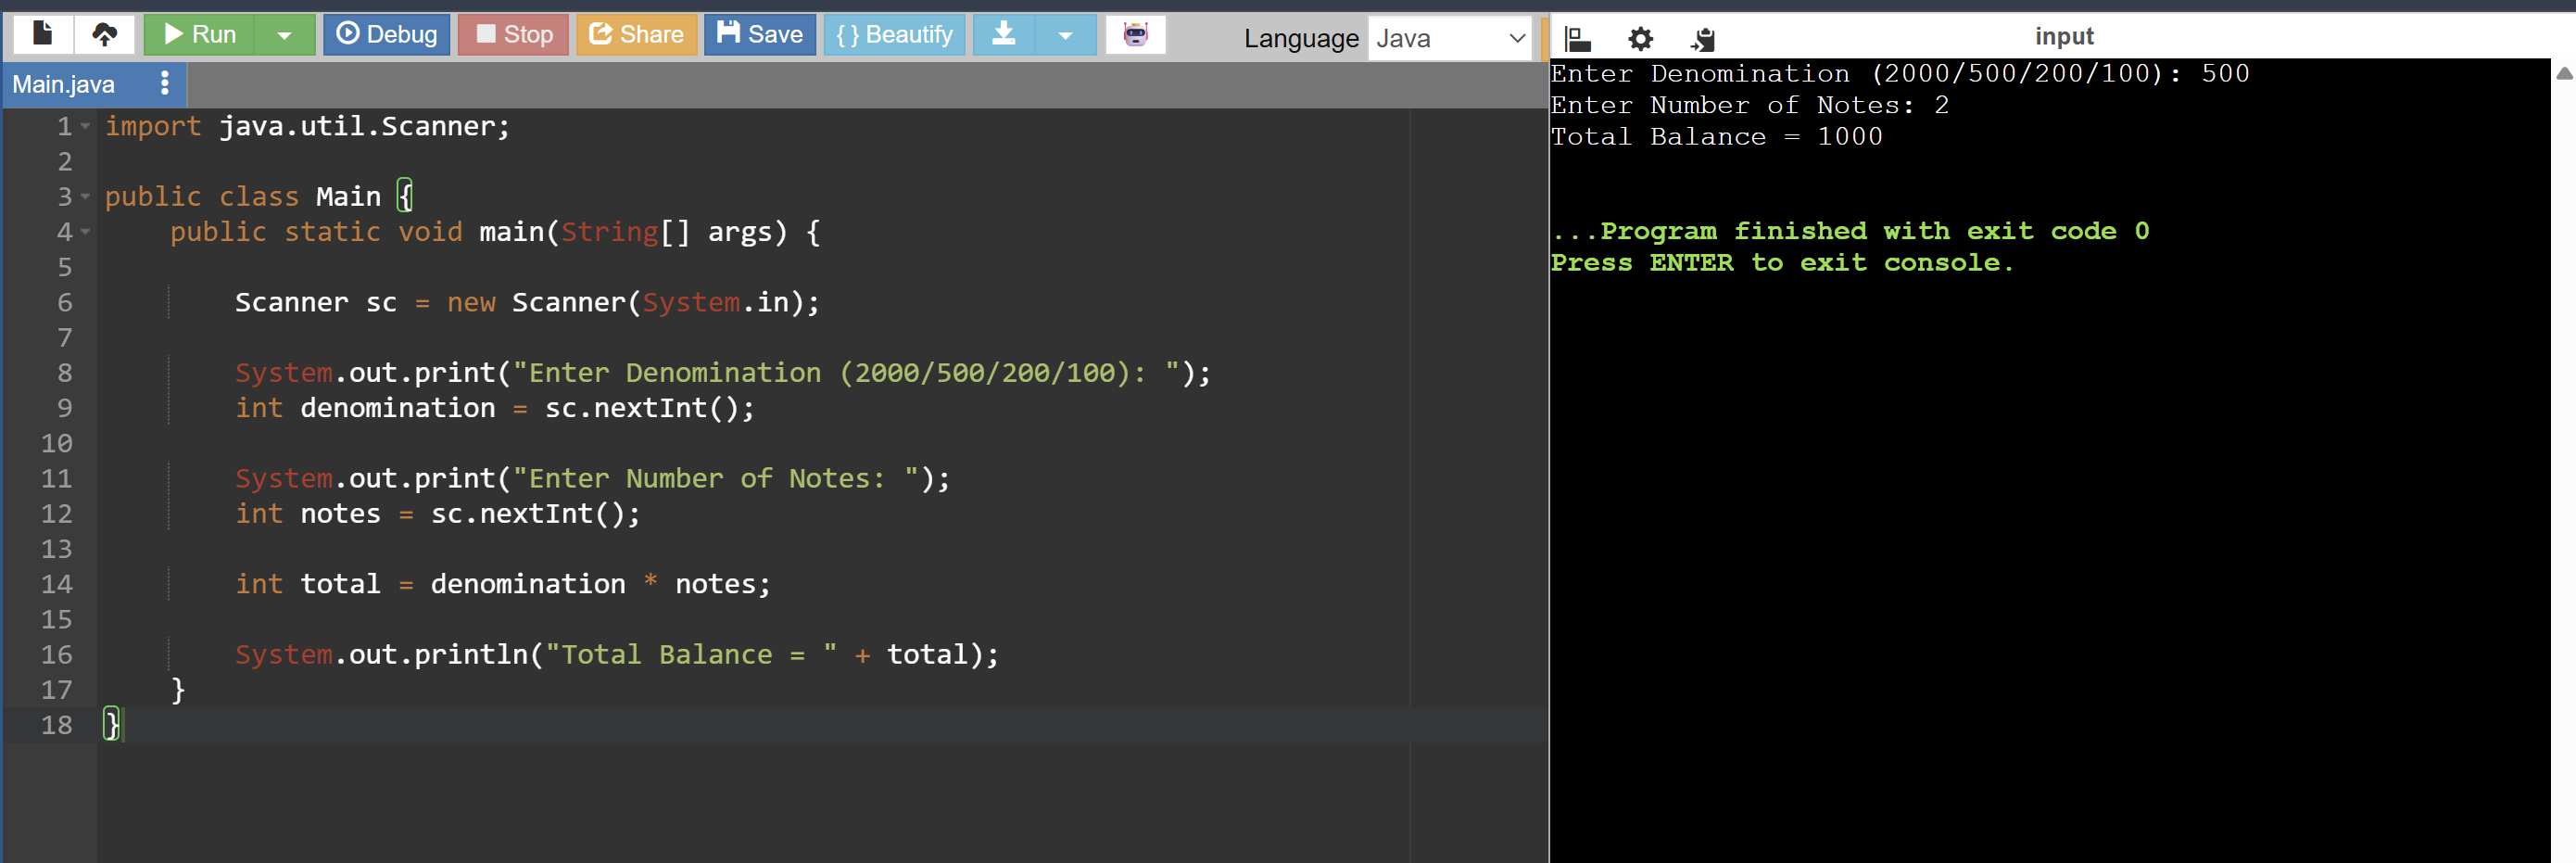 Run Debug Stop Share Save { } Beautify Language Java
Main.java
1 import java.util.Scanner;
2
3 public class Main {
4     public static void main(String[] args) {
5
6         Scanner sc = new Scanner(System.in);
7
8         System.out.print("Enter Denomination (2000/500/200/100): ");
9         int denomination = sc.nextInt();
10
11         System.out.print("Enter Number of Notes: ");
12         int notes = sc.nextInt();
13
14         int total = denomination * notes;
15
16         System.out.println("Total Balance = " + total);
17     }
18 }
input
Enter Denomination (2000/500/200/100): 500
Enter Number of Notes: 2
Total Balance = 1000
...Program finished with exit code 0
Press ENTER to exit console.